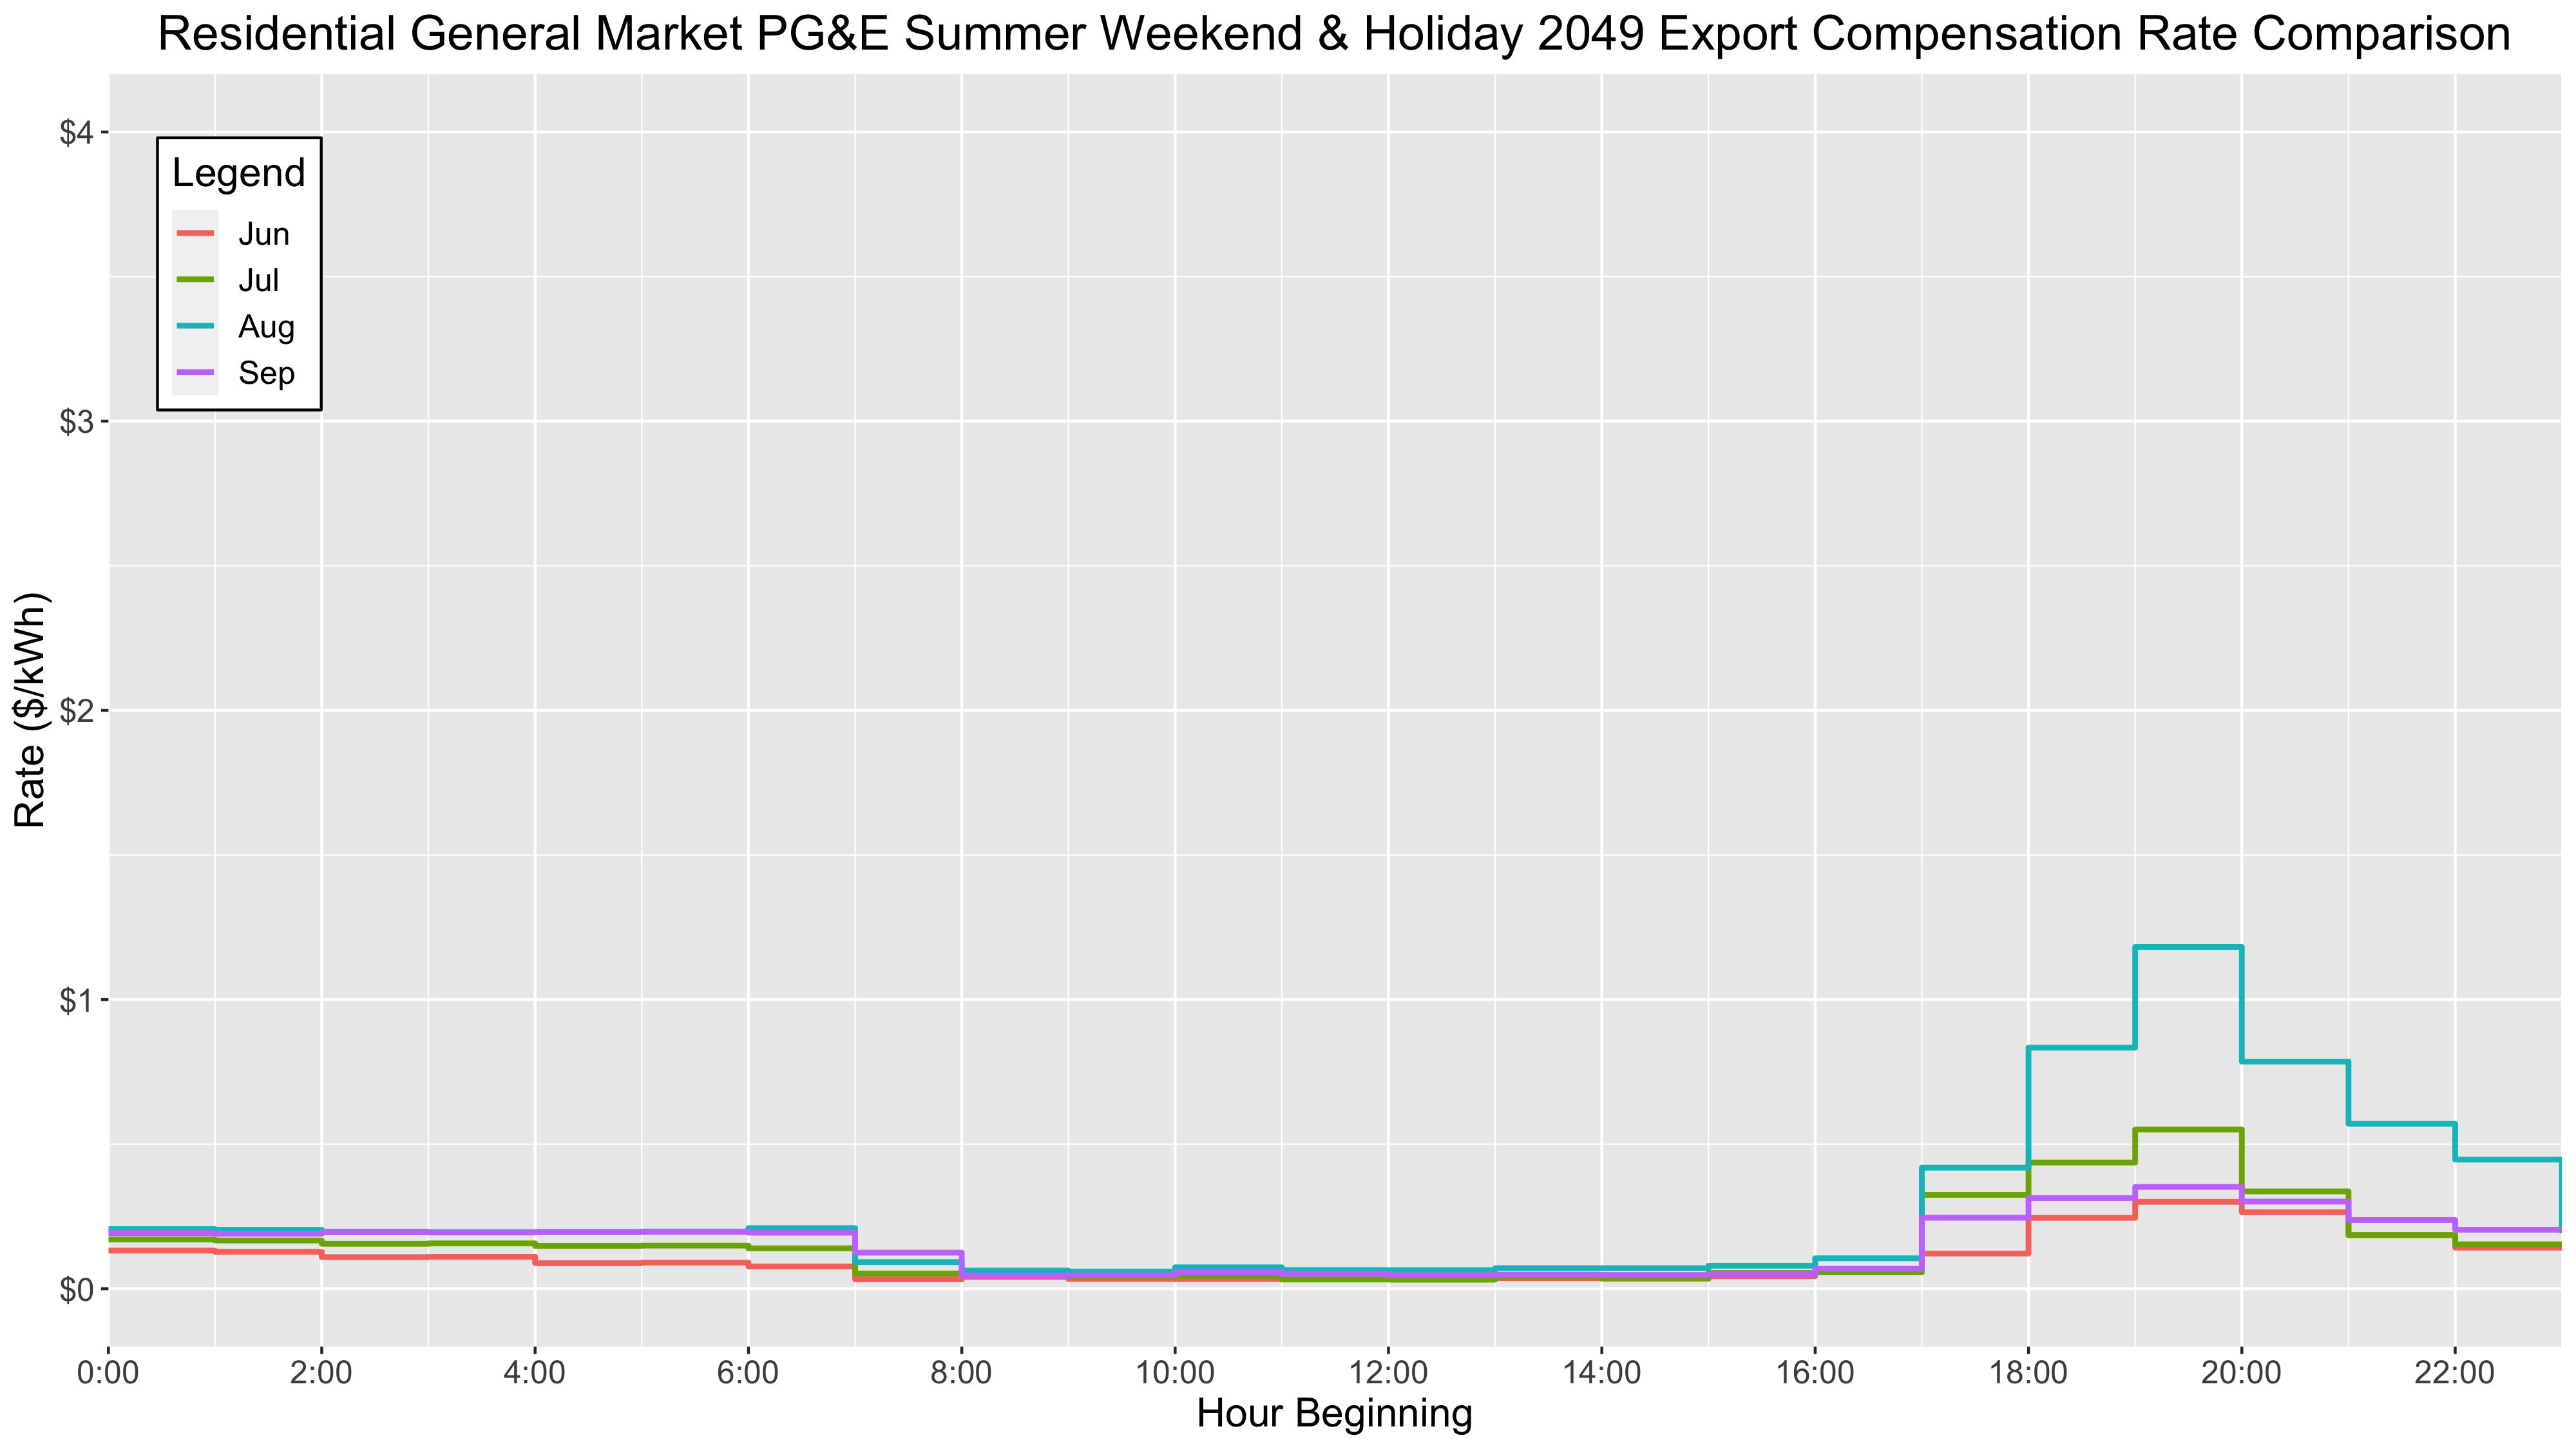 Residential General Market PG&E Summer Weekend & Holiday 2049 Export Compensation Rate Comparison
Rate ($/kWh)
$4
$3
$2
$1
$0
Legend
Jun
Jul
Aug
Sep
0:00 2:00 4:00 6:00 8:00 10:00 12:00 14:00 16:00 18:00 20:00 22:00
Hour Beginning